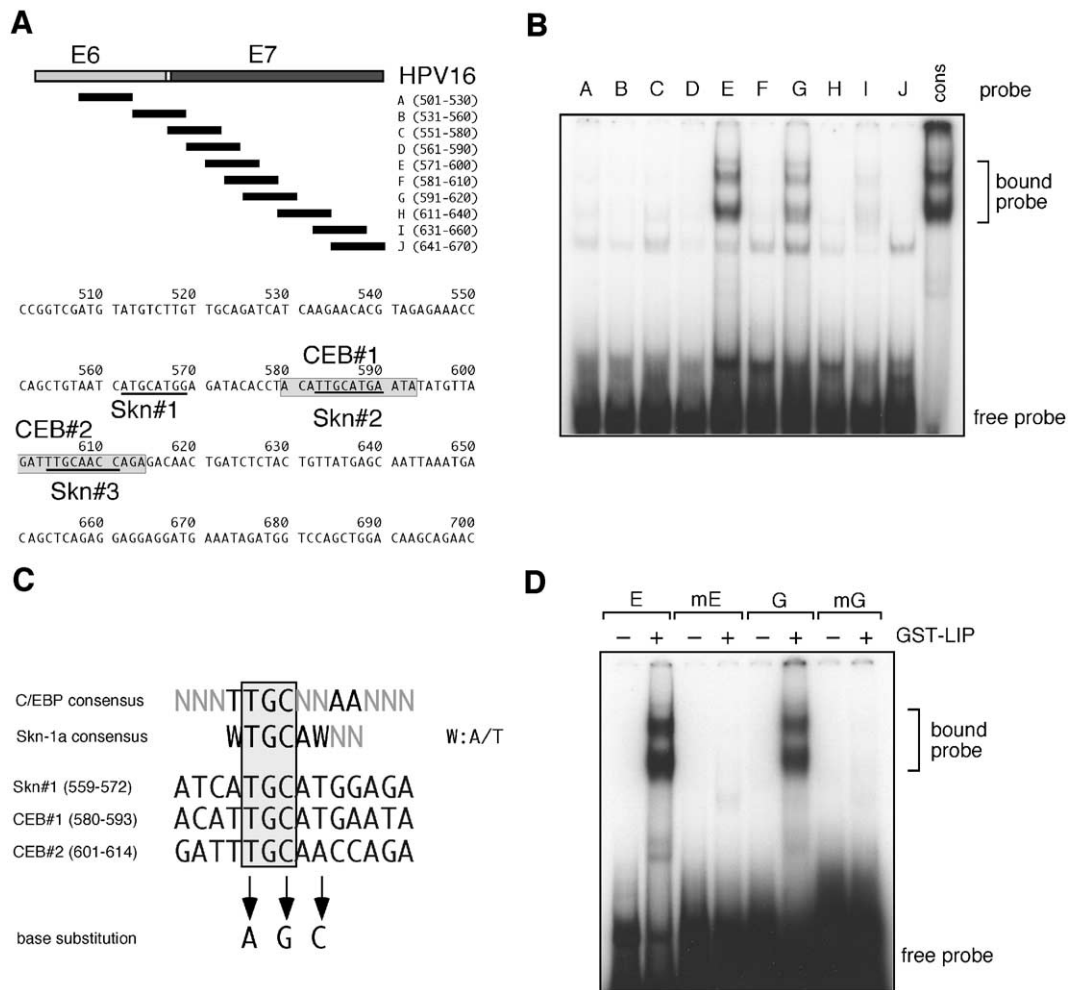 A
E6 E7
HPV16
A (501-530)
B (531-560)
C (551-580)
D (561-590)
E (571-600)
F (581-610)
G (591-620)
H (611-640)
I (631-660)
J (641-670)
510 520 530 540 550
CCGGTCGATG TATGTCTTGT TGCAGATCAT CAAGAACACG TAGAGAAACC
CEB#1
560 570 580 590 600
CAGCTGTAAT CATGCATGGA GATACACCTA ACATTGCATGA ATATATGTTA
Skn#1 Skn#2
CEB#2
610 620 630 640 650
GATTTGCAAC CAGAGACAACT TGATCTCTAC TGTTATGAGC AATTAAATGA
Skn#3
660 670 680 690 700
CAGCTCAGAG GAGGAGGATG AAATAGATGG TCCAGCTGGA CAAGCAGAAC
B
A B C D E F G H I J cons probe
bound probe
free probe
C
C/EBP consensus NNNTTGCNNAANNN
Skn-1a consensus WTGCAWNN W:A/T
Skn#1 (559-572) ATCATGCATGGAGA
CEB#1 (580-593) ACATTGCATGAATA
CEB#2 (601-614) GATTTGCAACCAGA
base substitution A G C
D
E mE G mG
− + − + − + − + GST-LIP
bound probe
free probe